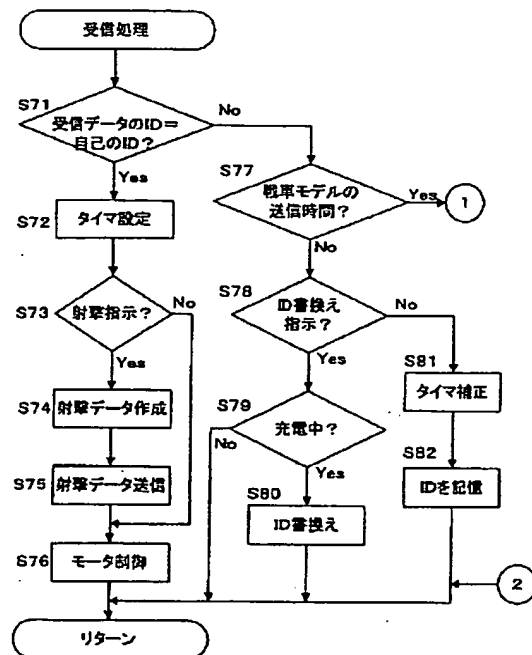 受信処理
S71
受信データのID=
自己のID?
No
Yes
S72
タイマ設定
S73
射撃指示?
No
Yes
S74
射撃データ作成
S75
射撃データ送信
S76
モータ制御
リターン
S77
戦車モデルの
送信時間?
Yes
1
No
S78
ID書換え
指示?
No
Yes
S79
充電中?
No
Yes
S80
ID書換え
S81
タイマ補正
S82
IDを記憶
2